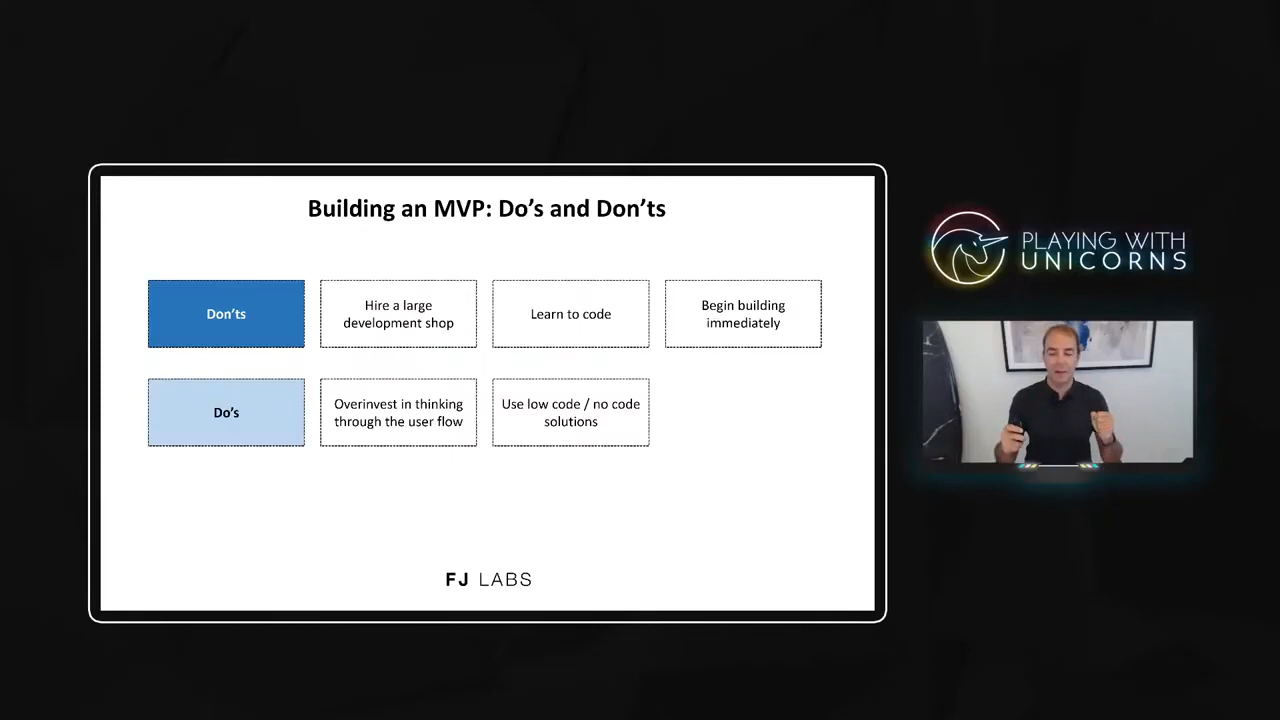 Building an MVP: Do's and Don'ts
Don'ts
Hire a large
development shop
Learn to code
Begin building
immediately
Do's
Overinvest in thinking
through the user flow
Use low code / no code
solutions
FJ LABS
PLAYING WITH
UNICORNS